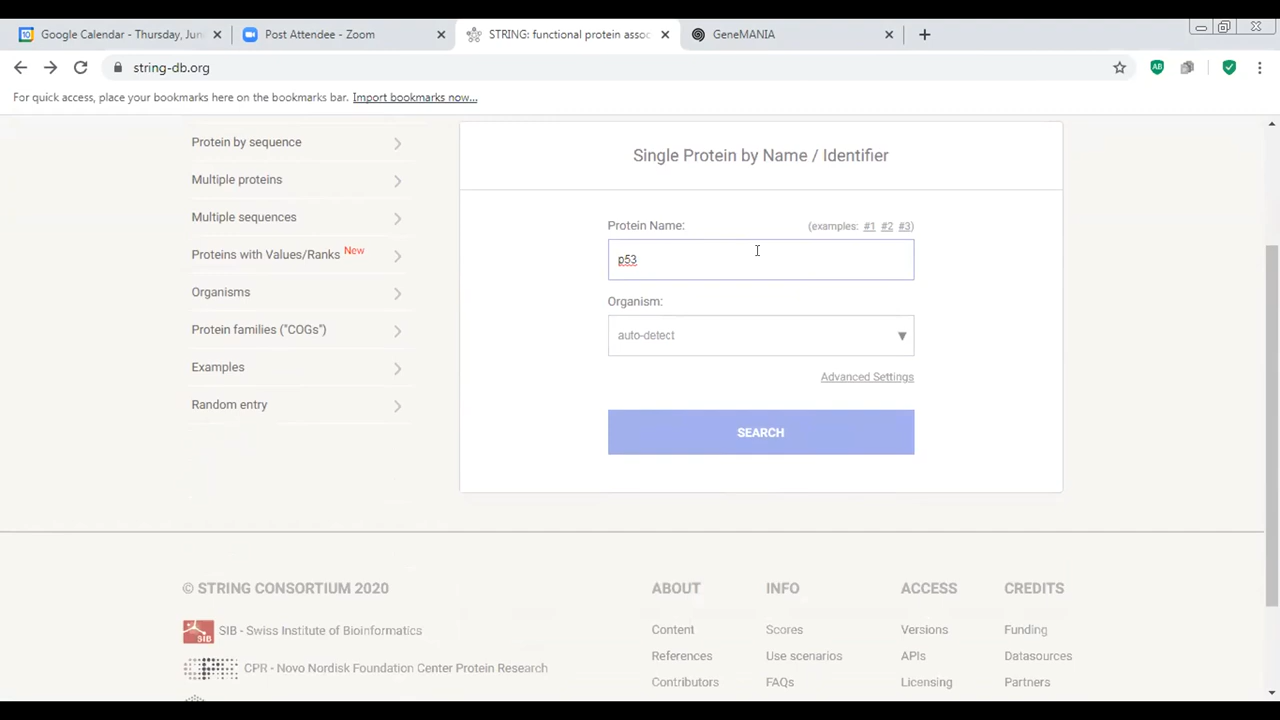 Google Calendar - Thursday, Jun
Post Attendee - Zoom
STRING: functional protein assoc
GeneMANIA
string-db.org
For quick access, place your bookmarks here on the bookmarks bar. Import bookmarks now...
Protein by sequence
Multiple proteins
Multiple sequences
Proteins with Values/Ranks New
Organisms
Protein families ("COGs")
Examples
Random entry
Single Protein by Name / Identifier
Protein Name:
(examples: #1 #2 #3)
p53
Organism:
auto-detect
Advanced Settings
SEARCH
© STRING CONSORTIUM 2020
SIB - Swiss Institute of Bioinformatics
CPR - Novo Nordisk Foundation Center Protein Research
ABOUT
Content
References
Contributors
INFO
Scores
Use scenarios
FAQs
ACCESS
Versions
APIs
Licensing
CREDITS
Funding
Datasources
Partners